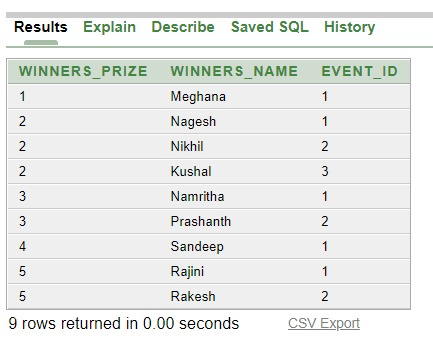 Results Explain Describe Saved SQL History
WINNERS_PRIZE WINNERS_NAME EVENT_ID
1 Meghana 1
2 Nagesh 1
2 Nikhil 2
2 Kushal 3
3 Namritha 1
3 Prashanth 2
4 Sandeep 1
5 Rajini 1
5 Rakesh 2
9 rows returned in 0.00 seconds CSV Export